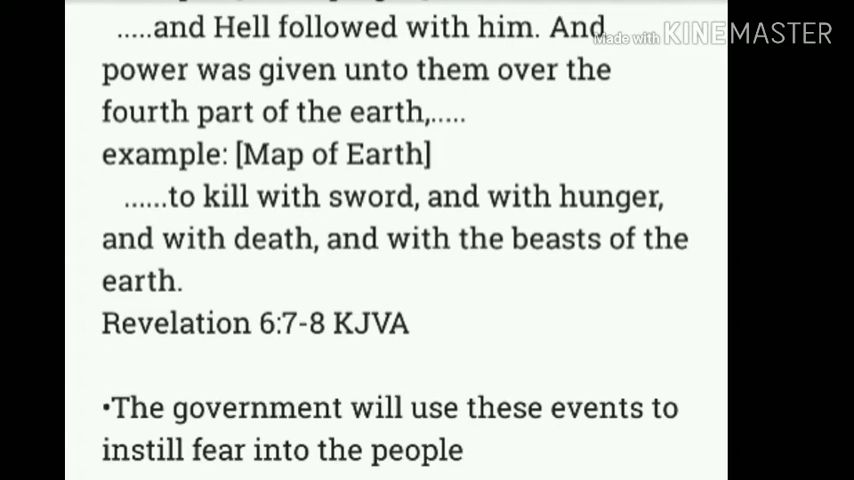 .....and Hell followed with him. And
Made with KINEMASTER
power was given unto them over the
fourth part of the earth,.....
example: [Map of Earth]
......to kill with sword, and with hunger,
and with death, and with the beasts of the
earth.
Revelation 6:7-8 KJVA
•The government will use these events to
instill fear into the people